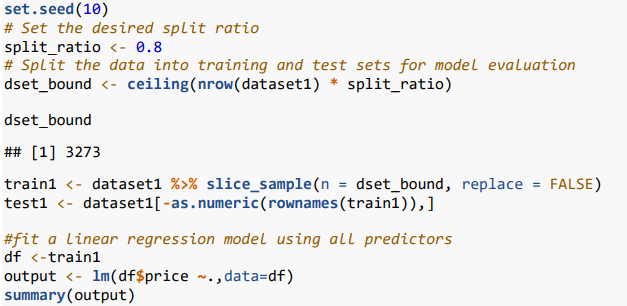 set.seed(10)
# Set the desired split ratio
split_ratio <- 0.8
# Split the data into training and test sets for model evaluation
dset_bound <- ceiling(nrow(dataset1) * split_ratio)
dset_bound
## [1] 3273
train1 <- dataset1 %>% slice_sample(n = dset_bound, replace = FALSE)
test1 <- dataset1[-as.numeric(rownames(train1)),]
#fit a linear regression model using all predictors
df <-train1
output <- lm(df$price ~.,data=df)
summary(output)